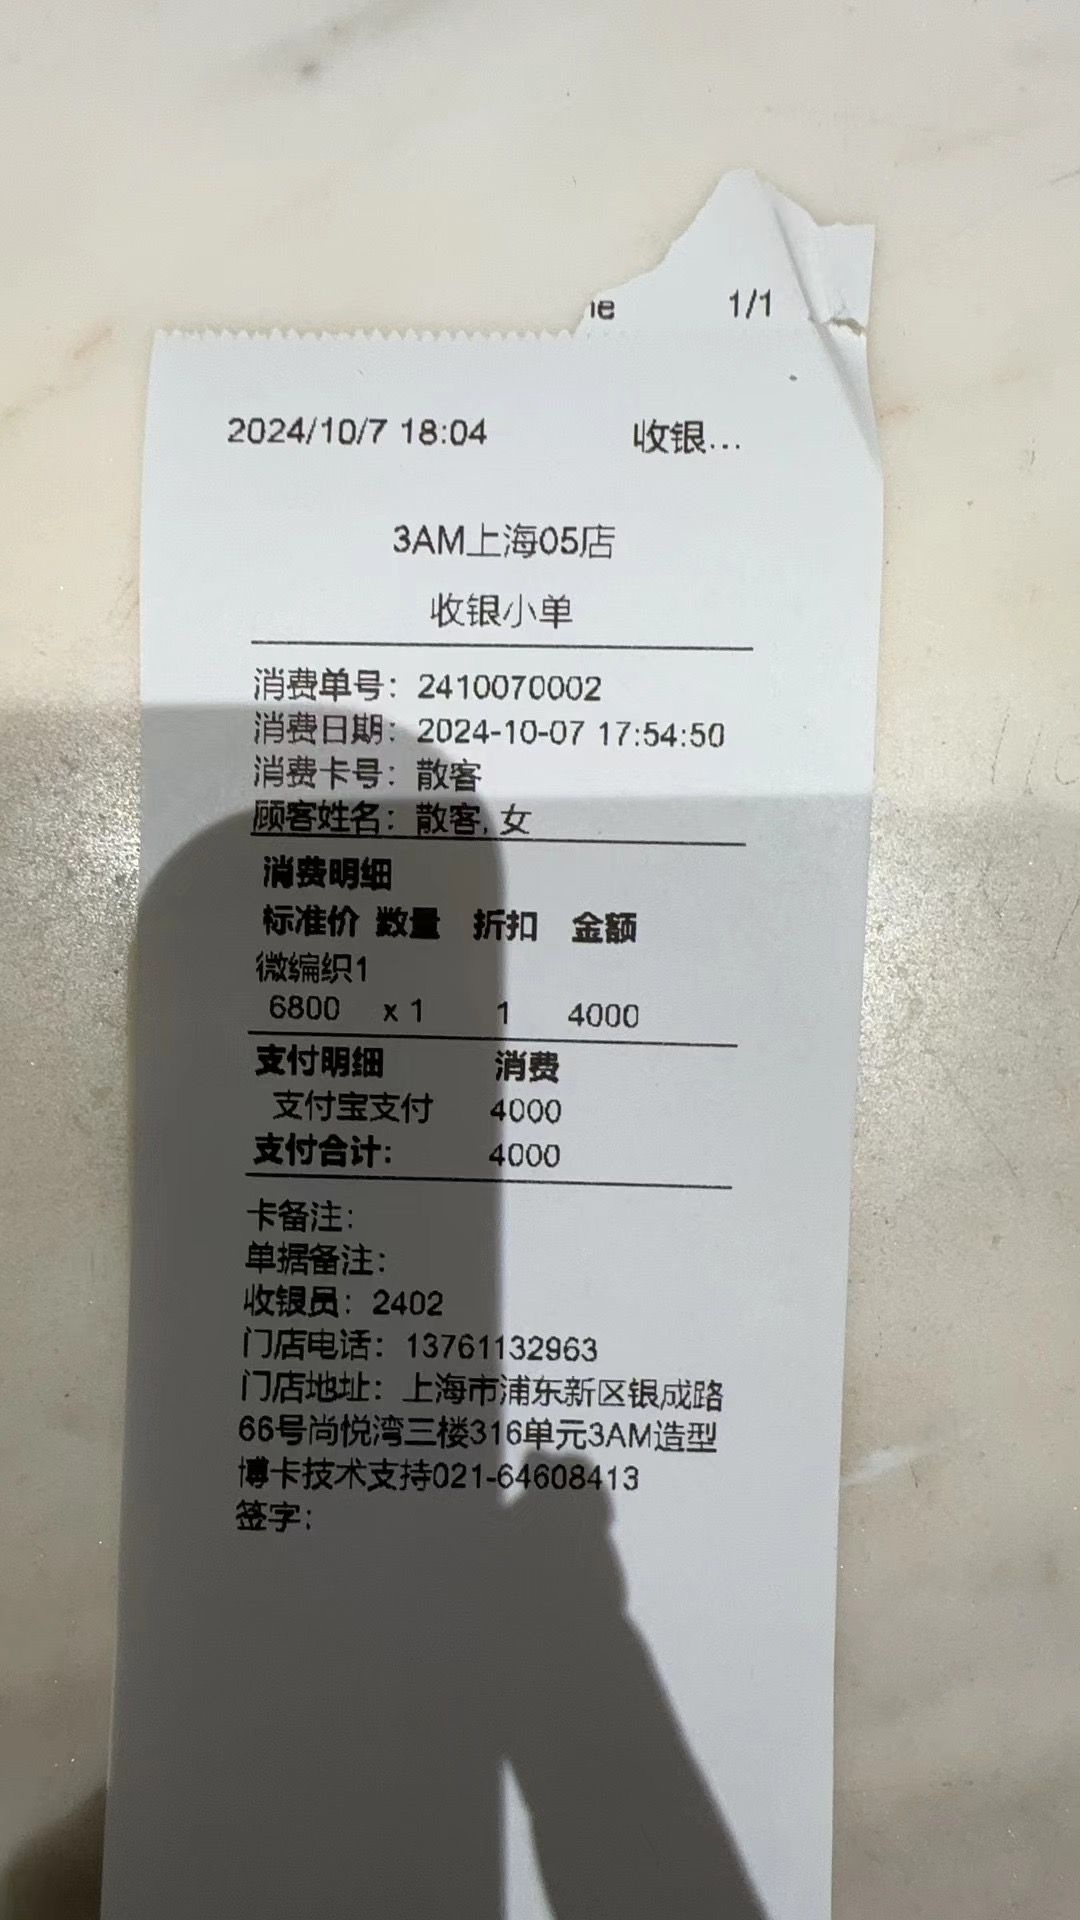 1/1
2024/10/7 18:04 收银...
3AM上海05店
收银小单
消费单号：2410070002
消费日期：2024-10-07 17:54:50
消费卡号：散客
顾客姓名：散客,女
消费明细
标准价 数量 折扣 金额
微编织1
6800 x 1 1 4000
支付明细 消费
支付宝支付 4000
支付合计: 4000
卡备注:
单据备注:
收银员：2402
门店电话：13761132963
门店地址：上海市浦东新区银成路
66号尚悦湾三楼316单元3AM造型
博卡技术支持021-64608413
签字: